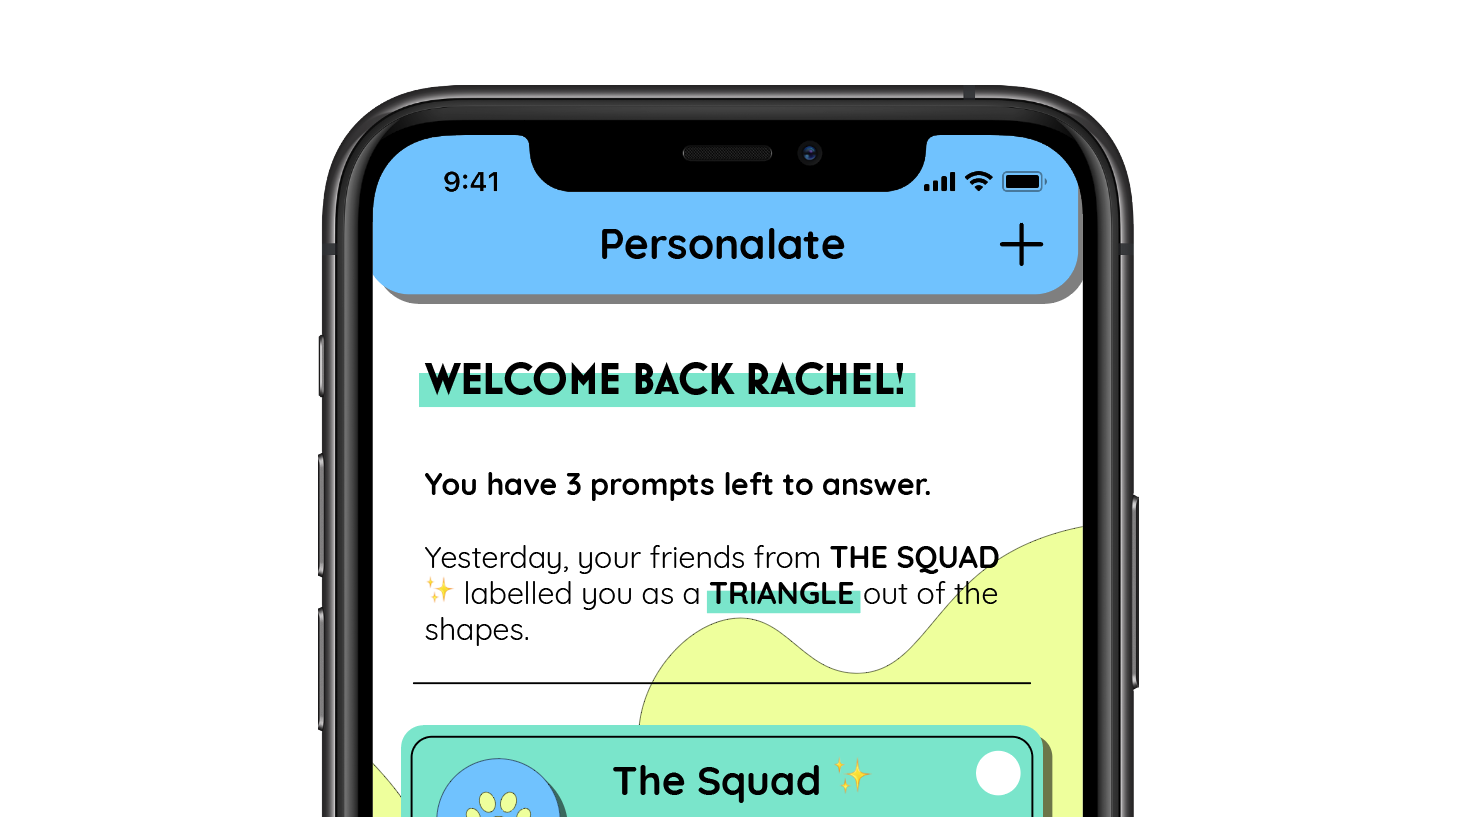 9:41
Personalate
WELCOME BACK RACHEL!
You have 3 prompts left to answer.
Yesterday, your friends from THE SQUAD
✨ labelled you as a TRIANGLE out of the
shapes.
The Squad ✨